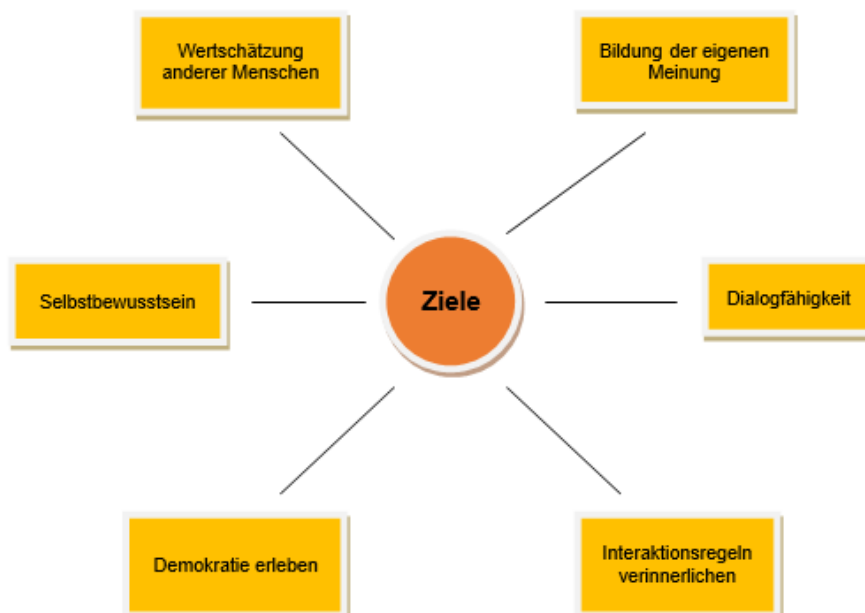 Wertschätzung
anderer Menschen
Bildung der eigenen
Meinung
Selbstbewusstsein
Ziele
Dialogfähigkeit
Demokratie erleben
Interaktionsregeln
verinnerlichen